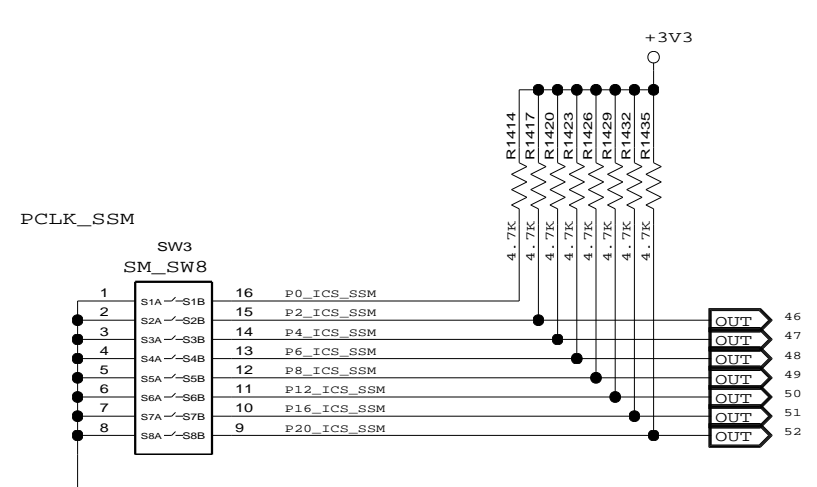 +3V3
R1414
R1417
R1420
R1423
R1426
R1429
R1432
R1435
4.7K
4.7K
4.7K
4.7K
4.7K
4.7K
4.7K
4.7K
PCLK_SSM
SW3
SM_SW8
1 S1A S1B 16 P0_ICS_SSM
2 S2A S2B 15 P2_ICS_SSM OUT 46
3 S3A S3B 14 P4_ICS_SSM OUT 47
4 S4A S4B 13 P6_ICS_SSM OUT 48
5 S5A S5B 12 P8_ICS_SSM OUT 49
6 S6A S6B 11 P12_ICS_SSM OUT 50
7 S7A S7B 10 P16_ICS_SSM OUT 51
8 S8A S8B 9 P20_ICS_SSM OUT 52